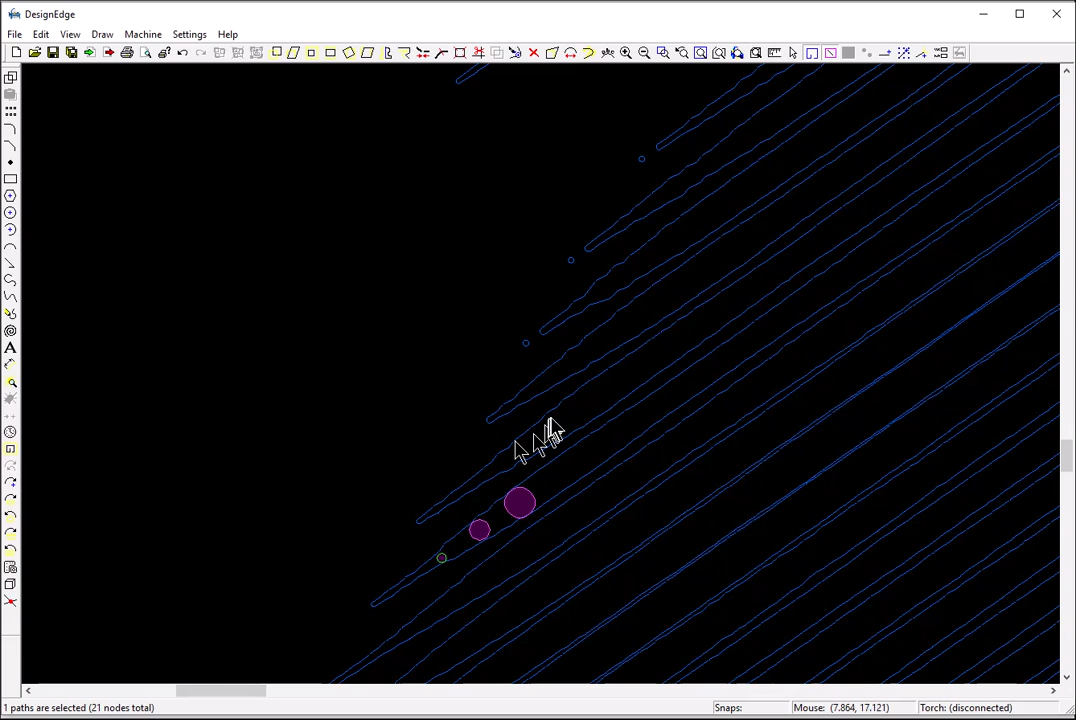 DesignEdge
File Edit View Draw Machine Settings Help
A
1 paths are selected (21 nodes total) Snaps: Mouse: (7.864, 17.121) Torch: (disconnected)